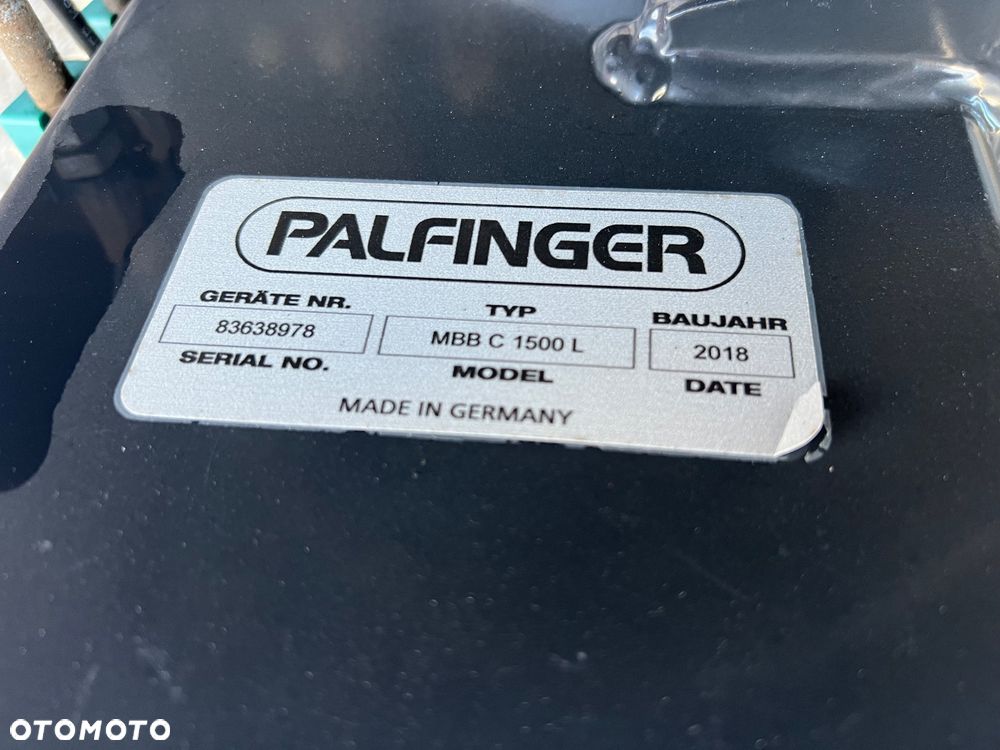 PALFINGER
GERÄTE NR. TYP BAUJAHR
83638978 MBB C 1500 L 2018
SERIAL NO. MODEL DATE
MADE IN GERMANY
OTOMOTO